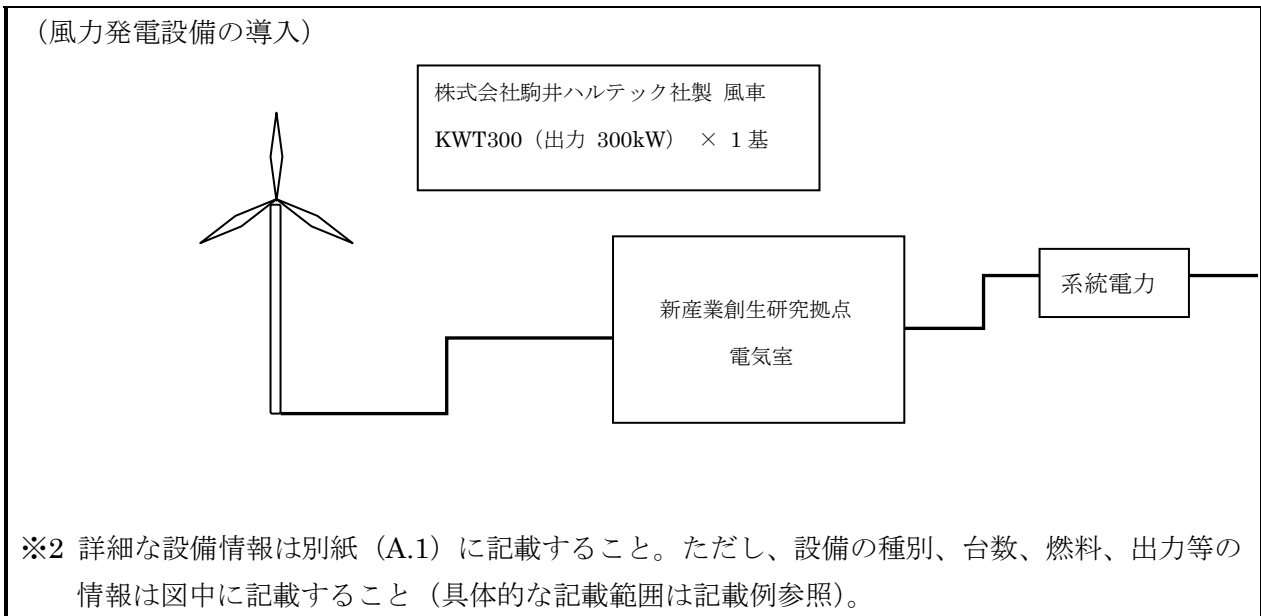 （風力発電設備の導入）
株式会社駒井ハルテック社製 風車
KWT300（出力 300kW） × 1基
系統電力
新産業創生研究拠点
電気室
※2 詳細な設備情報は別紙（A.1）に記載すること。ただし、設備の種別、台数、燃料、出力等の
情報は図中に記載すること（具体的な記載範囲は記載例参照）。